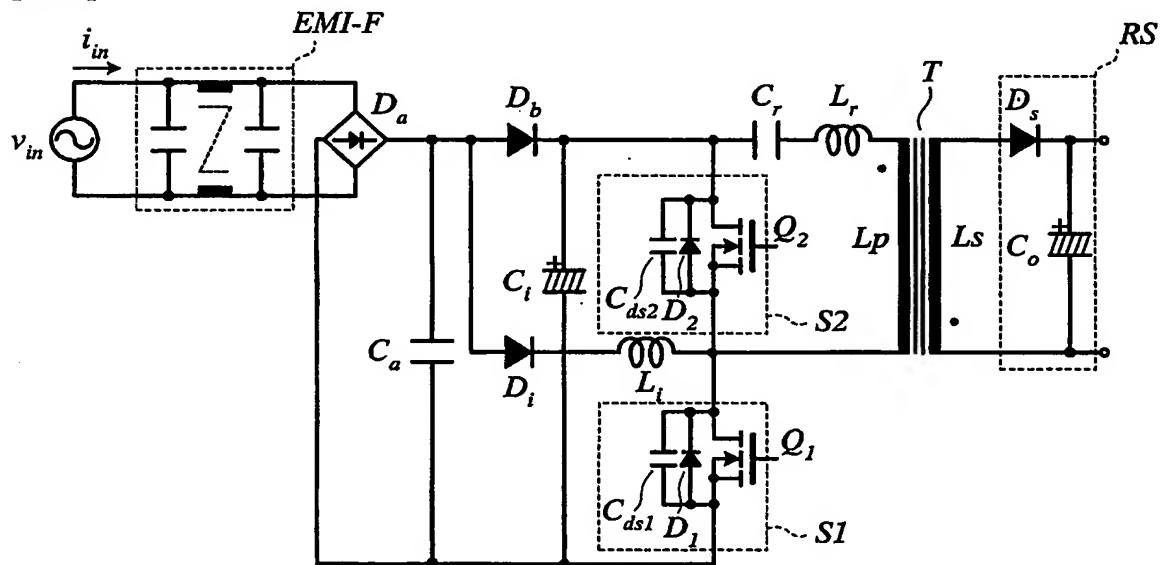 EMI-F
RS
i_in
T
D_a
D_b
C_r
L_r
D_s
v_in
Q_2
Lp
Ls
C_o
+
C_i
+
C_ds2
D_2
S2
C_a
D_i
L_i
Q_1
C_ds1
D_1
S1